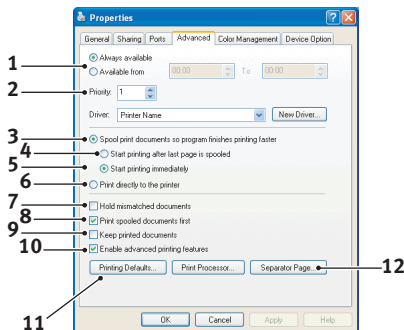 Properties
General Sharing Ports Advanced Color Management Device Option
1 Always available
Available from 00:00 To 00:00
2 Priority: 1
Driver: Printer Name New Driver...
3 Spool print documents so program finishes printing faster
4 Start printing after last page is spooled
5 Start printing immediately
6 Print directly to the printer
7 Hold mismatched documents
8 Print spooled documents first
9 Keep printed documents
10 Enable advanced printing features
Printing Defaults... Print Processor... Separator Page... 12
11
OK Cancel Apply Help